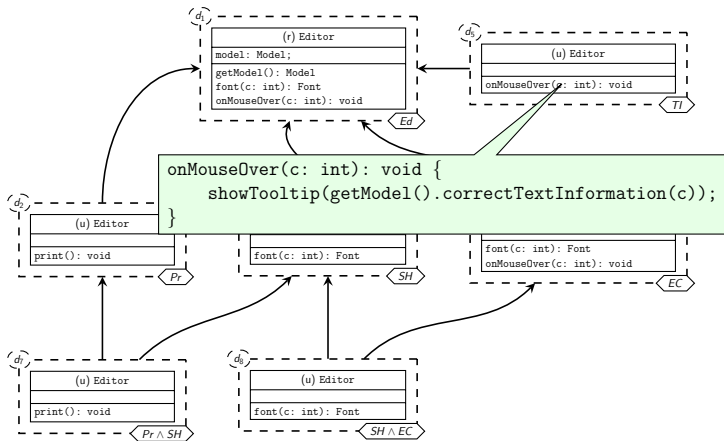 d₁
(r) Editor
model: Model;
getModel(): Model
font(c: int): Font
onMouseOver(c: int): void
Ed
d₅
(u) Editor
onMouseOver(c: int): void
TI
onMouseOver(c: int): void {
showTooltip(getModel().correctTextInformation(c));
}
d₂
(u) Editor
print(): void
Pr
font(c: int): Font
SH
font(c: int): Font
onMouseOver(c: int): void
EC
d₇
(u) Editor
print(): void
Pr ∧ SH
d₈
(u) Editor
font(c: int): Font
SH ∧ EC